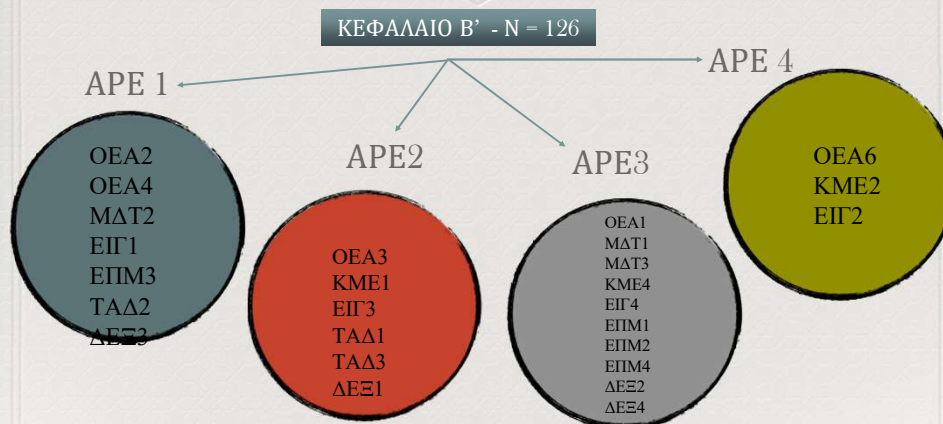 ΚΕΦΑΛΑΙΟ Β’ - Ν = 126
ΑΡΕ 1
ΟΕΑ2
ΟΕΑ4
ΜΔΤ2
ΕΙΓ1
ΕΠΜ3
ΤΑΔ2
ΔΕΞ3
ΑΡΕ2
ΟΕΑ3
ΚΜΕ1
ΕΙΓ3
ΤΑΔ1
ΤΑΔ3
ΔΕΞ1
ΑΡΕ3
ΟΕΑ1
ΜΔΤ1
ΜΔΤ3
ΚΜΕ4
ΕΙΓ4
ΕΠΜ1
ΕΠΜ2
ΕΠΜ4
ΔΕΞ2
ΔΕΞ4
ΑΡΕ 4
ΟΕΑ6
ΚΜΕ2
ΕΙΓ2